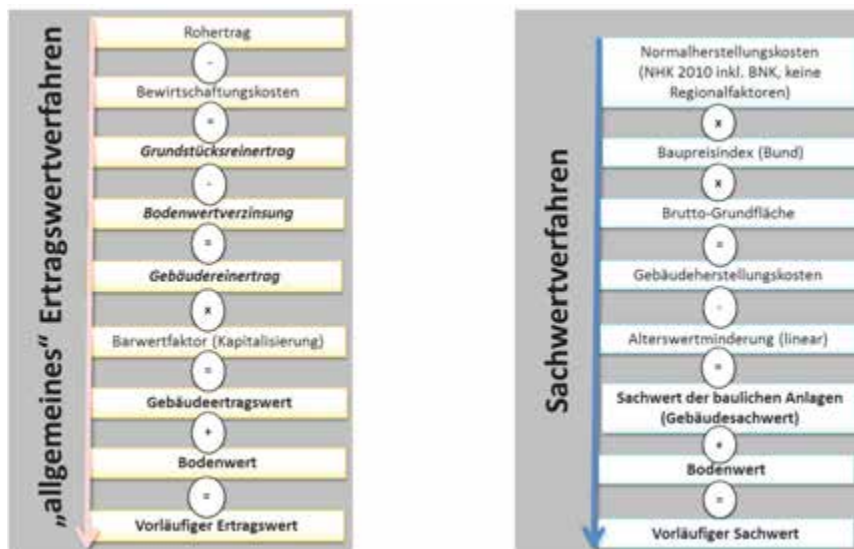 „allgemeines“ Ertragswertverfahren
Rohertrag
-
Bewirtschaftungskosten
=
Grundstücksreinertrag
-
Bodenwertverzinsung
=
Gebäudereinertrag
x
Barwertfaktor (Kapitalisierung)
=
Gebäudeertragswert
+
Bodenwert
=
Vorläufiger Ertragswert
Sachwertverfahren
Normalherstellungskosten
(NHK 2010 inkl. BNK, keine
Regionalfaktoren)
x
Baupreisindex (Bund)
x
Brutto-Grundfläche
=
Gebäudeherstellungskosten
-
Alterswertminderung (linear)
=
Sachwert der baulichen Anlagen
(Gebäudesachwert)
+
Bodenwert
=
Vorläufiger Sachwert